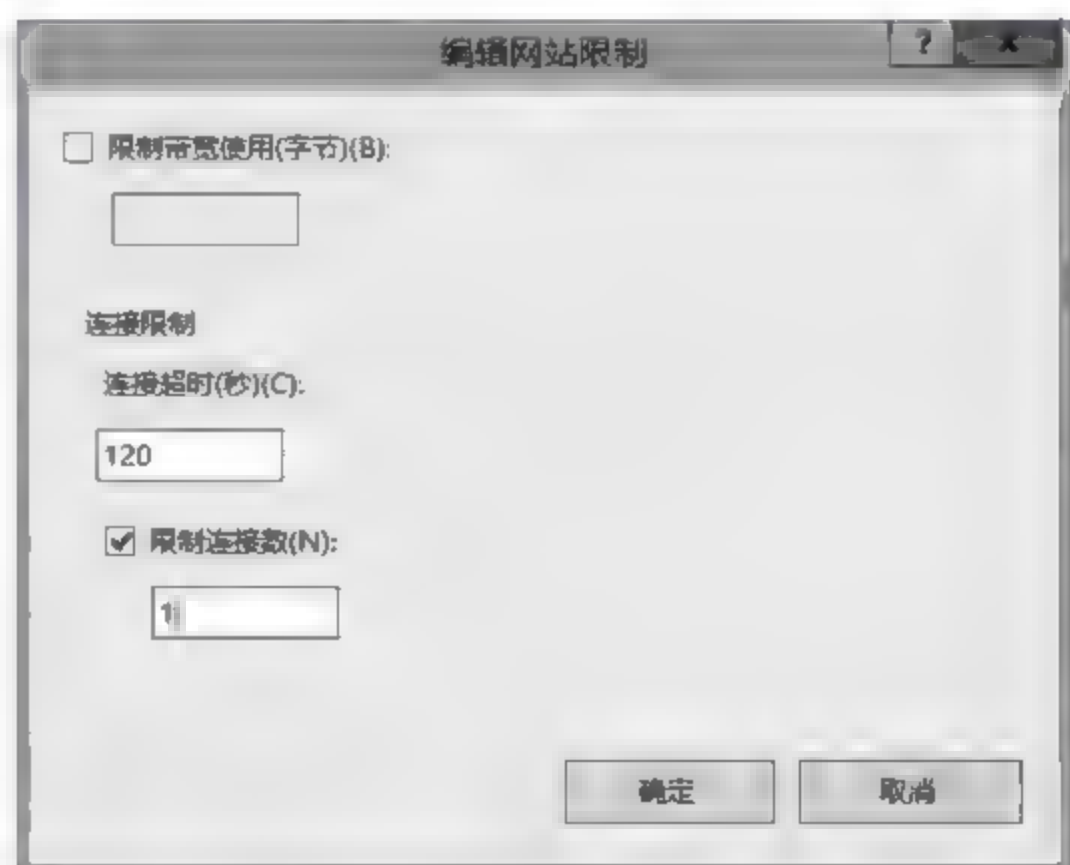 编辑网站限制
?
限制带宽使用(字节)(B):
连接限制
连接超时(秒)(C):
120
限制连接数(N):
1
确定
取消